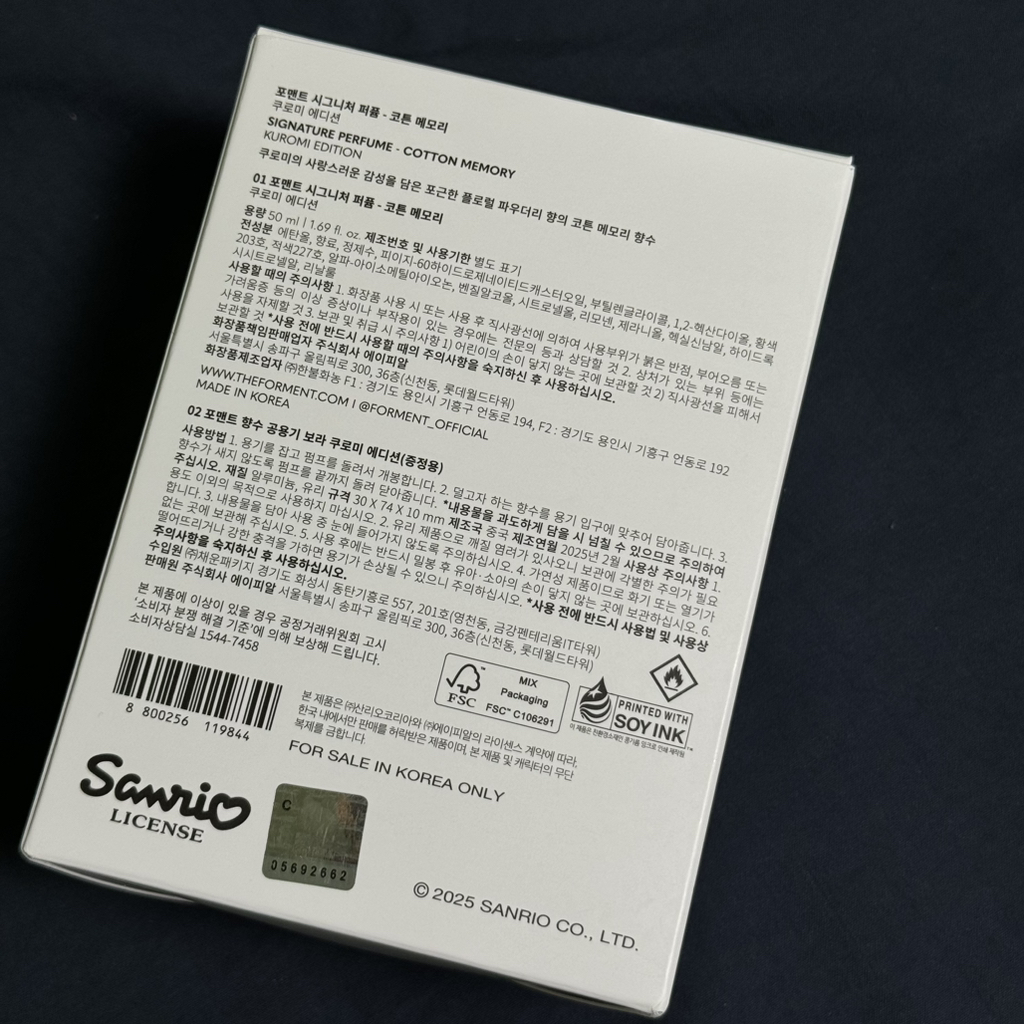 포맨트 시그니처 퍼퓸 - 코튼 메모리
쿠로미 에디션
SIGNATURE PERFUME - COTTON MEMORY
KUROMI EDITION
쿠로미의 사랑스러운 감성을 담은 포근한 플로럴 파우더리 향의 코튼 메모리 향수
01 포맨트 시그니처 퍼퓸 - 코튼 메모리
쿠로미 에디션
용량 50 ml | 1.69 fl. oz. 제조번호 및 사용기한 별도 표기
전성분 에탄올, 향료, 정제수, 피이지-60하이드로제네이티드캐스터오일, 부틸렌글라이콜, 1,2-헥산다이올, 황색
203호, 적색227호, 알파-아이소메틸아이오논, 벤질알코올, 시트로넬올, 리모넨, 제라니올, 헥실신남알, 하이드록
시시트로넬알, 리날룰
사용할 때의 주의사항 1. 화장품 사용 시 또는 사용 후 직사광선에 의하여 사용부위가 붉은 반점, 부어오름 또는
가려움증 등의 이상 증상이나 부작용이 있는 경우에는 전문의 등과 상담할 것 2. 상처가 있는 부위 등에는
사용을 자제할 것 3. 보관 및 취급 시 주의사항 1) 어린이의 손이 닿지 않는 곳에 보관할 것 2) 직사광선을 피해서
보관할 것 *사용 전에 반드시 사용할 때의 주의사항을 숙지하신 후 사용하십시오.
화장품책임판매업자 주식회사 에이피알
서울특별시 송파구 올림픽로 300, 36층(신천동, 롯데월드타워)
화장품제조업자 ㈜한불화농 F1 : 경기도 용인시 기흥구 언동로 194, F2 : 경기도 용인시 기흥구 언동로 192
WWW.THEFORMENT.COM I @FORMENT_OFFICIAL
MADE IN KOREA
02 포맨트 향수 공용기 보라 쿠로미 에디션(증정용)
사용방법 1. 용기를 잡고 펌프를 돌려서 개봉합니다. 2. 덜고자 하는 향수를 용기 입구에 맞추어 담아줍니다. 3.
향수가 새지 않도록 펌프를 끝까지 돌려 닫아줍니다. *내용물을 과도하게 담을 시 넘칠 수 있으므로 주의하여
주십시오. 재질 알루미늄, 유리 규격 30 X 74 X 10 mm 제조국 중국 제조연월 2025년 2월 사용상 주의사항 1.
용도 이외의 목적으로 사용하지 마십시오. 2. 유리 제품으로 깨질 염려가 있사오니 보관에 각별한 주의가 필요
합니다. 3. 내용물을 담아 사용 중 눈에 들어가지 않도록 주의하십시오. 4. 가연성 제품이므로 화기 또는 열기가
없는 곳에 보관해 주십시오. 5. 사용 후에는 반드시 밀봉 후 유아·소아의 손이 닿지 않는 곳에 보관하십시오. 6.
떨어뜨리거나 강한 충격을 가하면 용기가 손상될 수 있으니 주의하십시오. *사용 전에 반드시 사용법 및 사용상
주의사항을 숙지하신 후 사용하십시오.
수입원 ㈜채운패키지 경기도 화성시 동탄기흥로 557, 201호(영천동, 금강펜테리움IT타워)
판매원 주식회사 에이피알 서울특별시 송파구 올림픽로 300, 36층(신천동, 롯데월드타워)
본 제품에 이상이 있을 경우 공정거래위원회 고시
'소비자 분쟁 해결 기준'에 의해 보상해 드립니다.
소비자상담실 1544-7458
8 800256 119844
FSC
MIX
Packaging
FSC™ C106291
PRINTED WITH
SOY INK™
이 제품은 친환경소재인 콩기름 잉크로 인쇄 제작됨
본 제품은 ㈜산리오코리아와 ㈜에이피알의 라이센스 계약에 따라,
한국 내에서만 판매를 허락받은 제품이며, 본 제품 및 캐릭터의 무단
복제를 금합니다.
FOR SALE IN KOREA ONLY
Sanrio
LICENSE
C
05692662
© 2025 SANRIO CO., LTD.